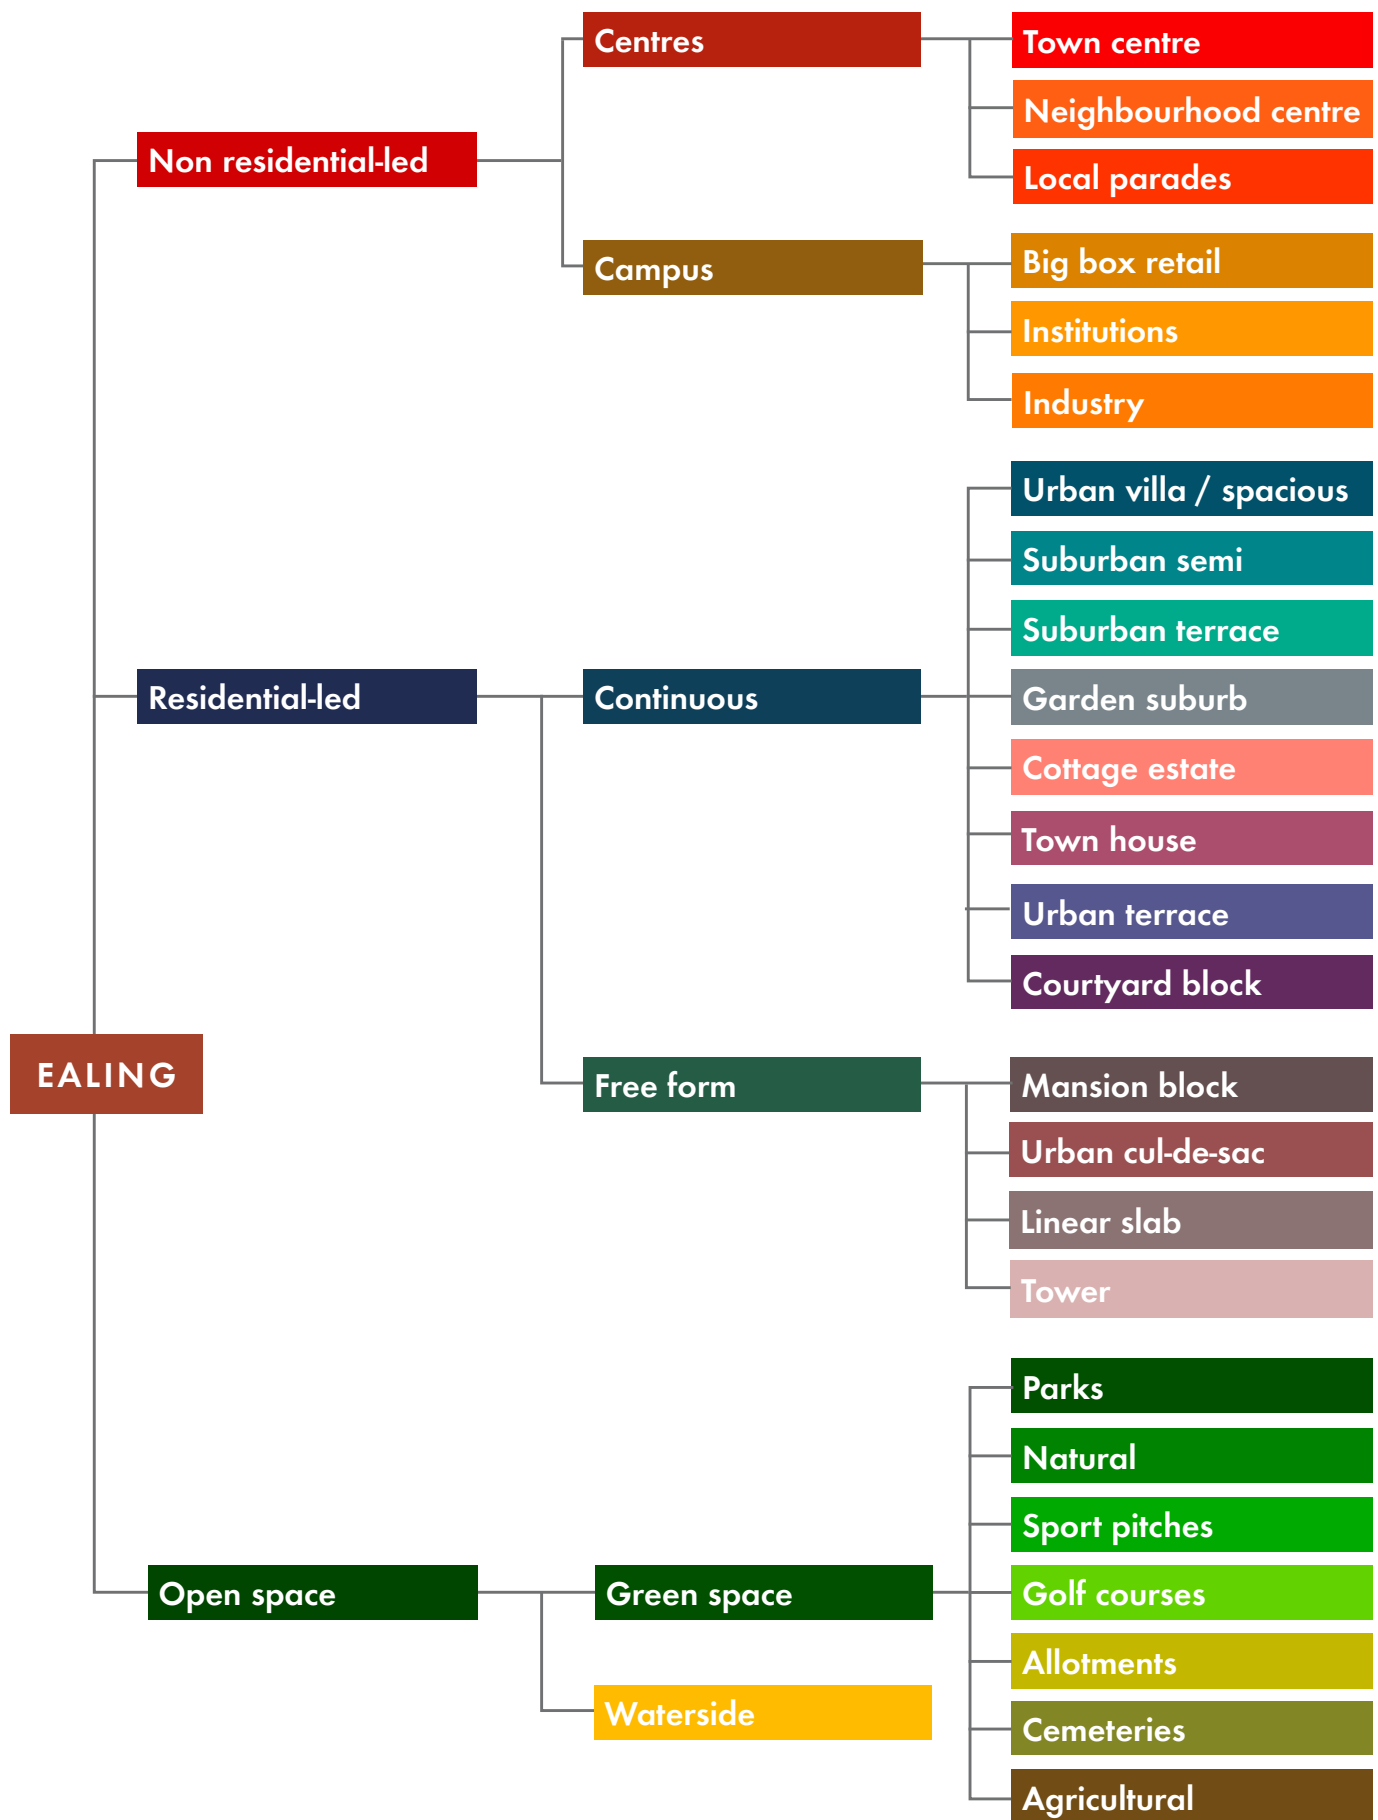 EALING
Non residential-led
Centres
Town centre
Neighbourhood centre
Local parades
Campus
Big box retail
Institutions
Industry
Residential-led
Continuous
Urban villa / spacious
Suburban semi
Suburban terrace
Garden suburb
Cottage estate
Town house
Urban terrace
Courtyard block
Free form
Mansion block
Urban cul-de-sac
Linear slab
Tower
Open space
Green space
Parks
Natural
Sport pitches
Golf courses
Allotments
Cemeteries
Agricultural
Waterside